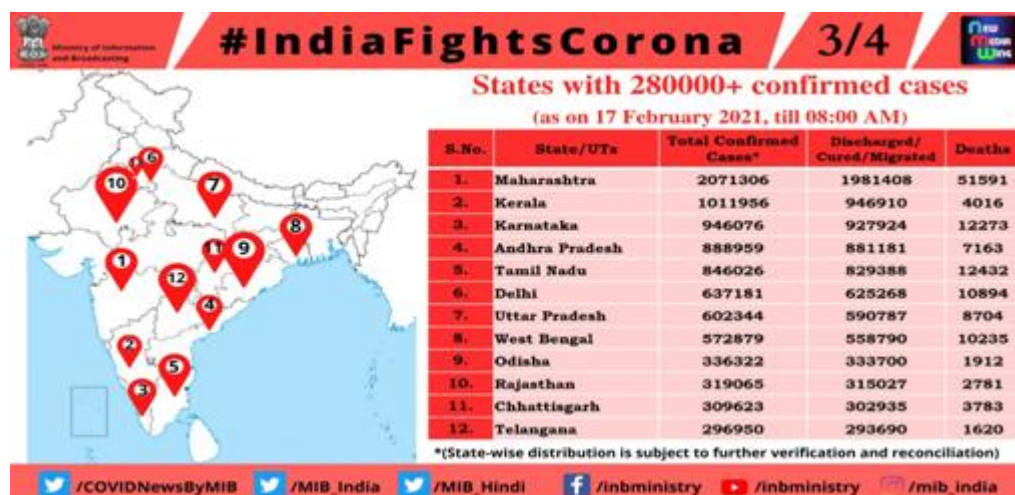 Ministry of Information
and Broadcasting
#IndiaFightsCorona
3/4
New
Media
Wing
States with 280000+ confirmed cases
(as on 17 February 2021, till 08:00 AM)
S.No. State/UTs Total Confirmed Cases* Discharged/ Cured/Migrated Deaths
1. Maharashtra 2071306 1981408 51591
2. Kerala 1011956 946910 4016
3. Karnataka 946076 927924 12273
4. Andhra Pradesh 888959 881181 7163
5. Tamil Nadu 846026 829388 12432
6. Delhi 637181 625268 10894
7. Uttar Pradesh 602344 590787 8704
8. West Bengal 572879 558790 10235
9. Odisha 336322 333700 1912
10. Rajasthan 319065 315027 2781
11. Chhattisgarh 309623 302935 3783
12. Telangana 296950 293690 1620
*(State-wise distribution is subject to further verification and reconciliation)
6
10
7
8
11
9
1
12
4
2
5
3
/COVIDNewsByMIB /MIB_India /MIB_Hindi /inbministry /inbministry /mib_india